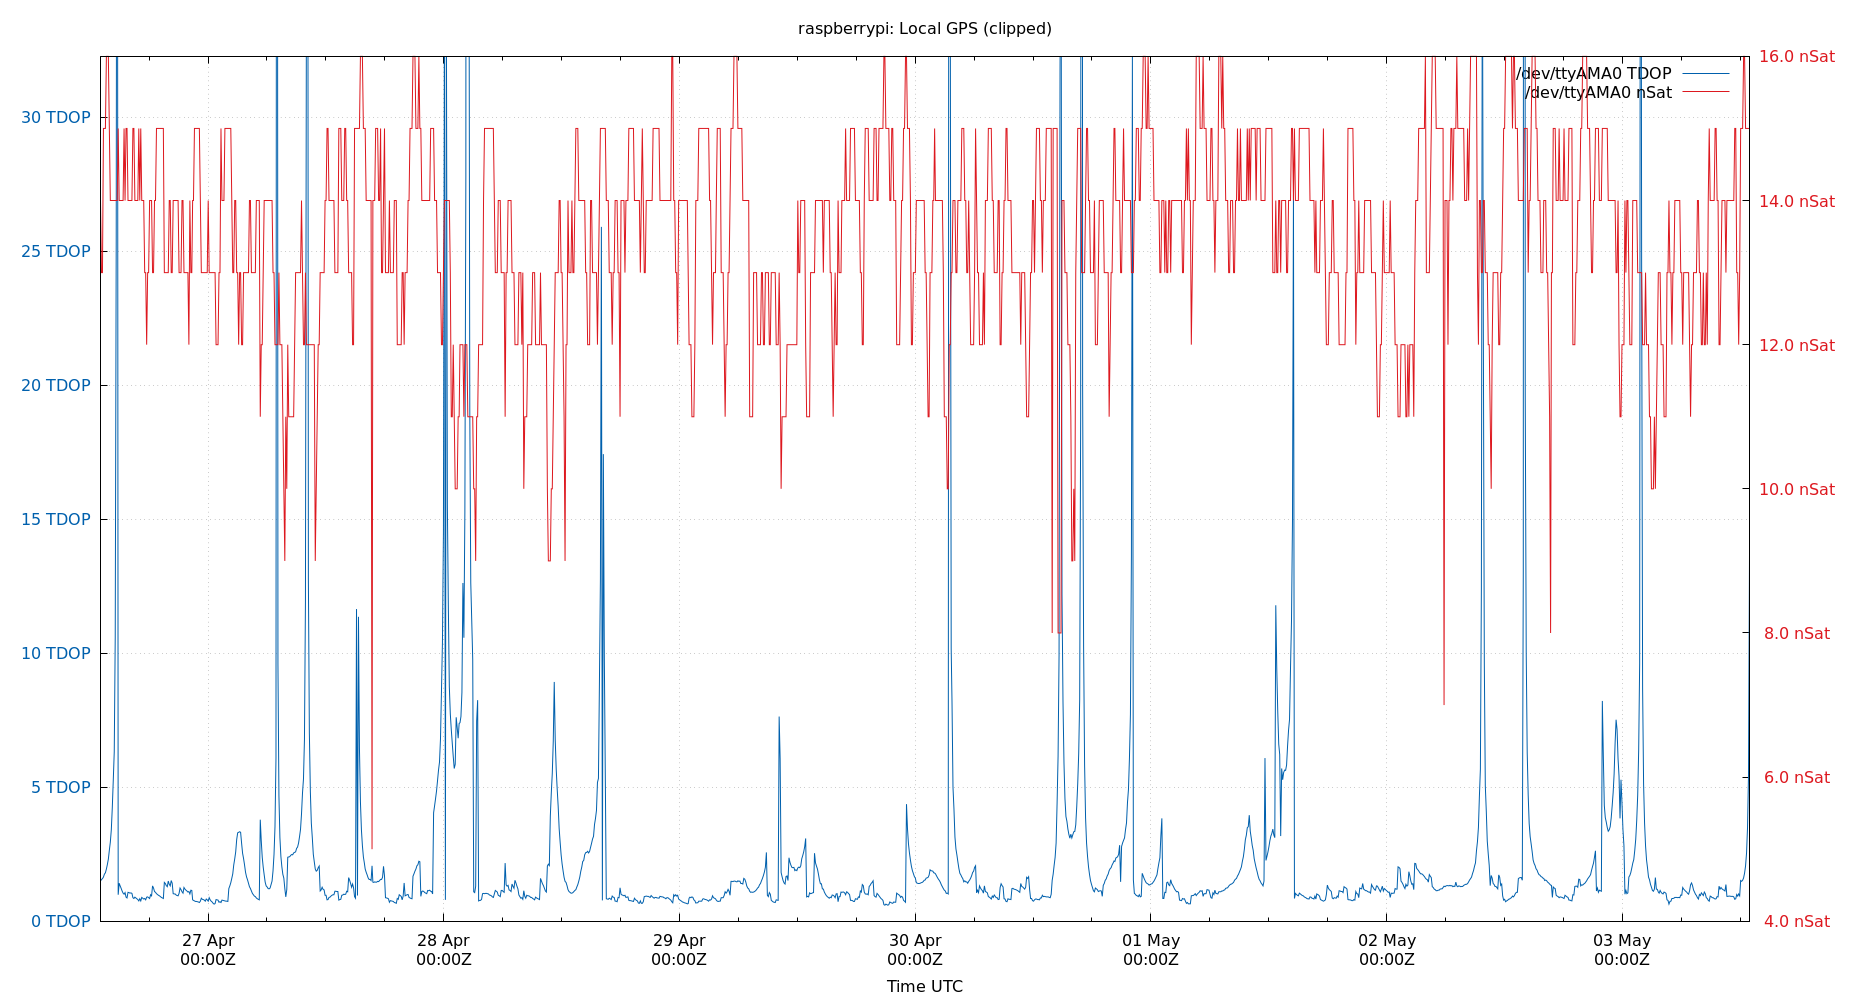 raspberrypi: Local GPS (clipped)
/dev/ttyAMA0 TDOP
/dev/ttyAMA0 nSat
30 TDOP
25 TDOP
20 TDOP
15 TDOP
10 TDOP
5 TDOP
0 TDOP
16.0 nSat
14.0 nSat
12.0 nSat
10.0 nSat
8.0 nSat
6.0 nSat
4.0 nSat
27 Apr 28 Apr 29 Apr 30 Apr 01 May 02 May 03 May
00:00Z 00:00Z 00:00Z 00:00Z 00:00Z 00:00Z 00:00Z
Time UTC